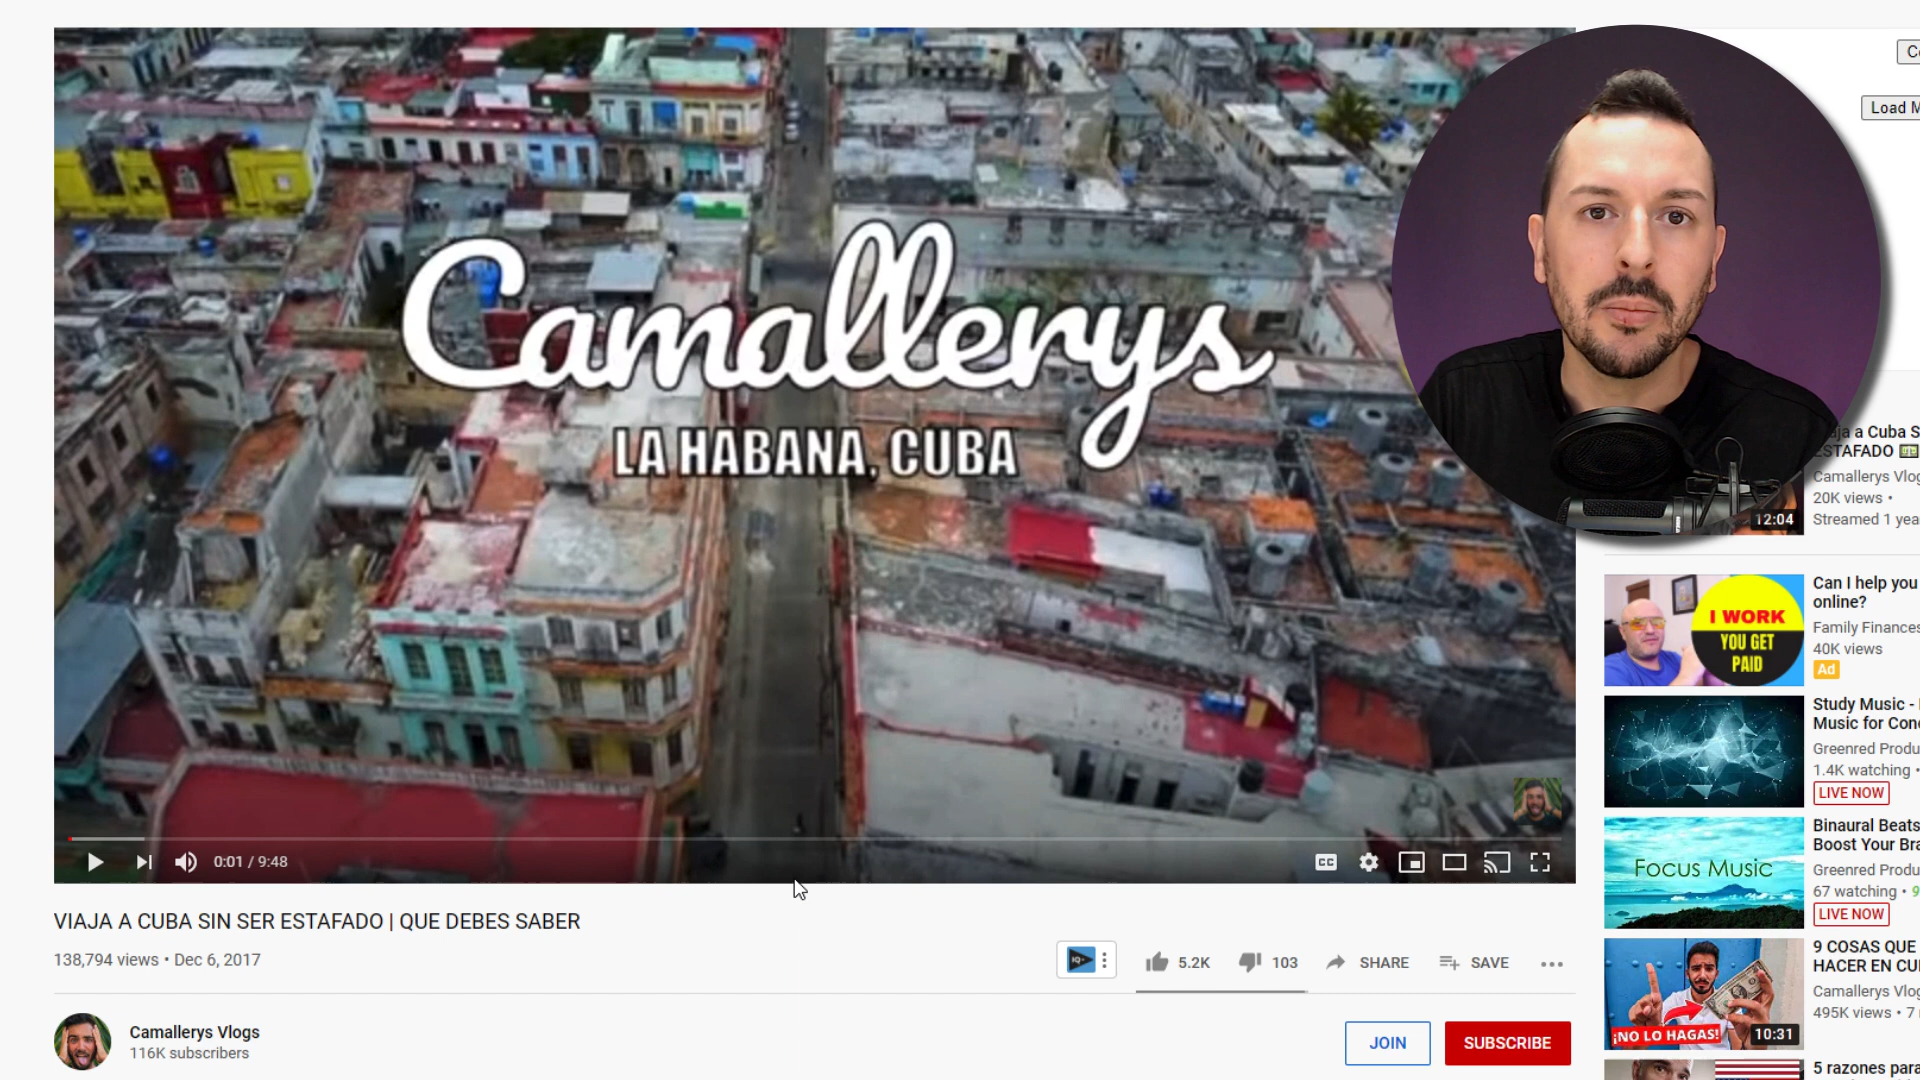 Camallerys
LA HABANA, CUBA
0:01 / 9:48
CC
VIAJA A CUBA SIN SER ESTAFADO | QUE DEBES SABER
138,794 views • Dec 6, 2017
IQ
5.2K
103
SHARE
SAVE
Camallerys Vlogs
116K subscribers
JOIN
SUBSCRIBE
Load M
a Cuba S
ESTAFADO
Camallerys Vlog
20K views •
Streamed 1 yea
12:04
I WORK
YOU GET
PAID
Can I help you
online?
Family Finances
40K views
Ad
Study Music -
Music for Con
Greenred Produ
1.4K watching •
LIVE NOW
Focus Music
Binaural Beats
Boost Your Bra
Greenred Produ
67 watching • 9
LIVE NOW
¡NO LO HAGAS!
10:31
9 COSAS QUE
HACER EN CU
Camallerys Vlog
495K views • 7
5 razones para